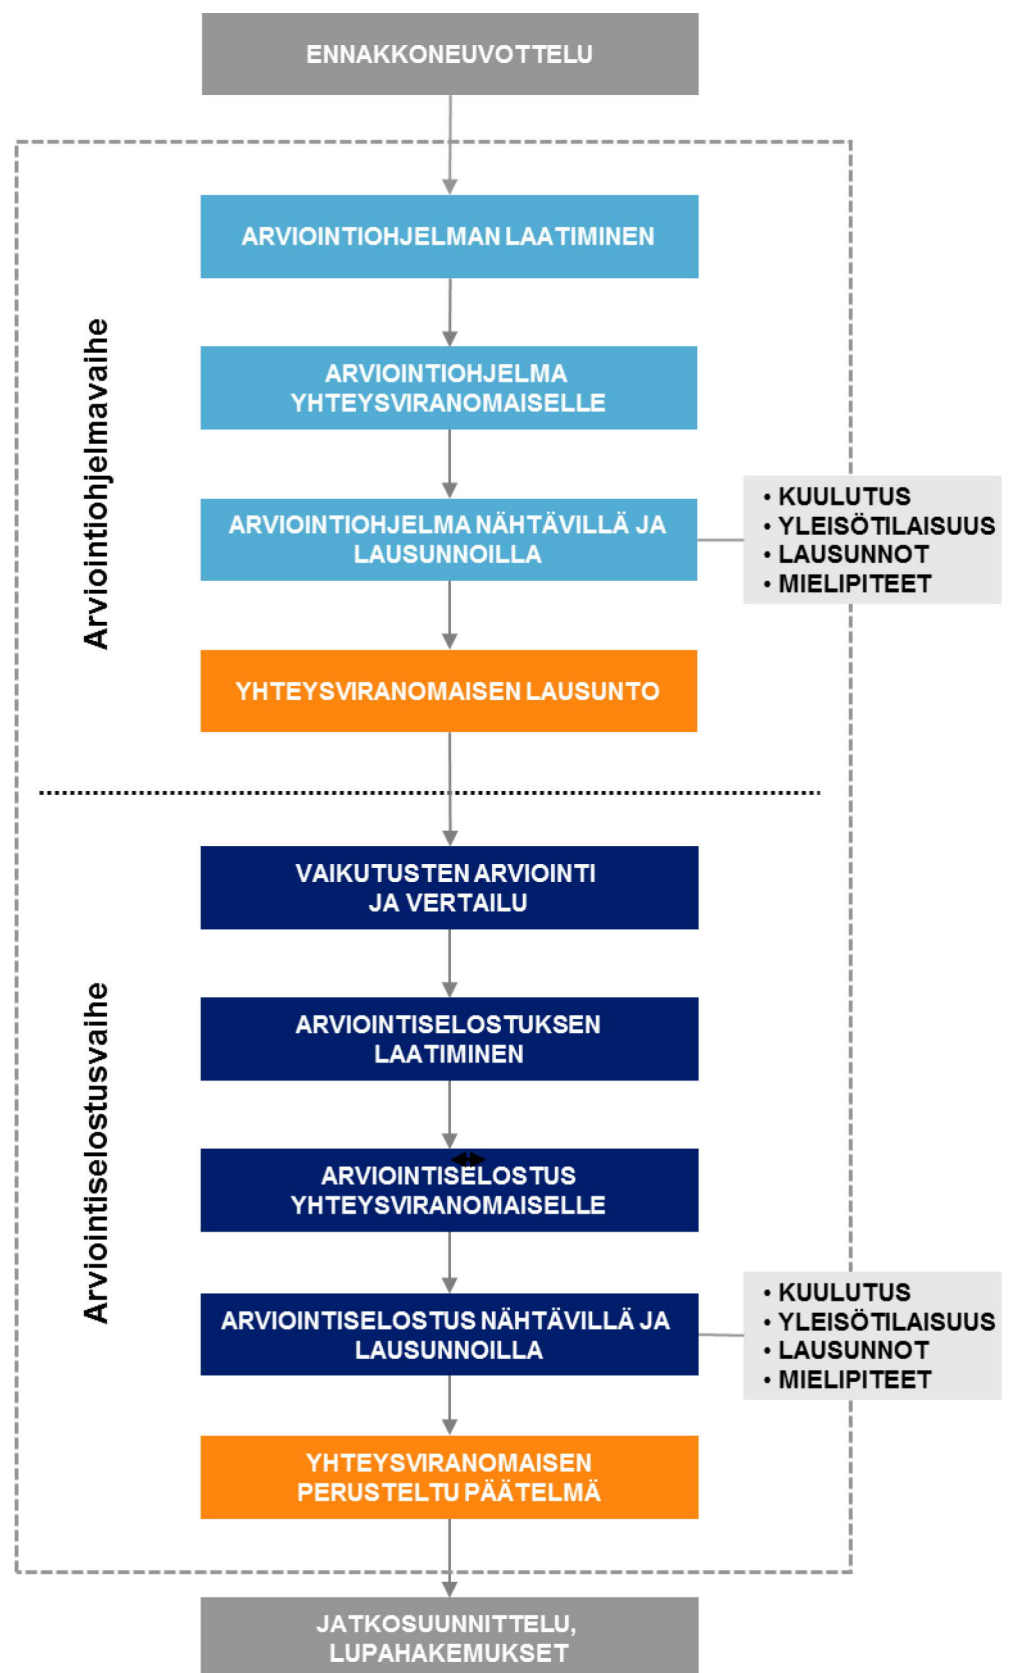 ENNAKKONEUVOTTELU
Arviointiohjelmavaihe
ARVIOINTIOHJELMAN LAATIMINEN
ARVIOINTIOHJELMA
YHTEYSVIRANOMAISELLE
ARVIOINTIOHJELMA NÄHTÄVILLÄ JA
LAUSUNNOILLA
• KUULUTUS
• YLEISÖTILAISUUS
• LAUSUNNOT
• MIELIPITEET
YHTEYSVIRANOMAISEN LAUSUNTO
Arviointiselostusvaihe
VAIKUTUSTEN ARVIOINTI
JA VERTAILU
ARVIOINTISELOSTUKSEN
LAATIMINEN
ARVIOINTISELOSTUS
YHTEYSVIRANOMAISELLE
ARVIOINTISELOSTUS NÄHTÄVILLÄ JA
LAUSUNNOILLA
• KUULUTUS
• YLEISÖTILAISUUS
• LAUSUNNOT
• MIELIPITEET
YHTEYSVIRANOMAISEN
PERUSTELTU PÄÄTELMÄ
JATKOSUUNNITTELU,
LUPAHAKEMUKSET